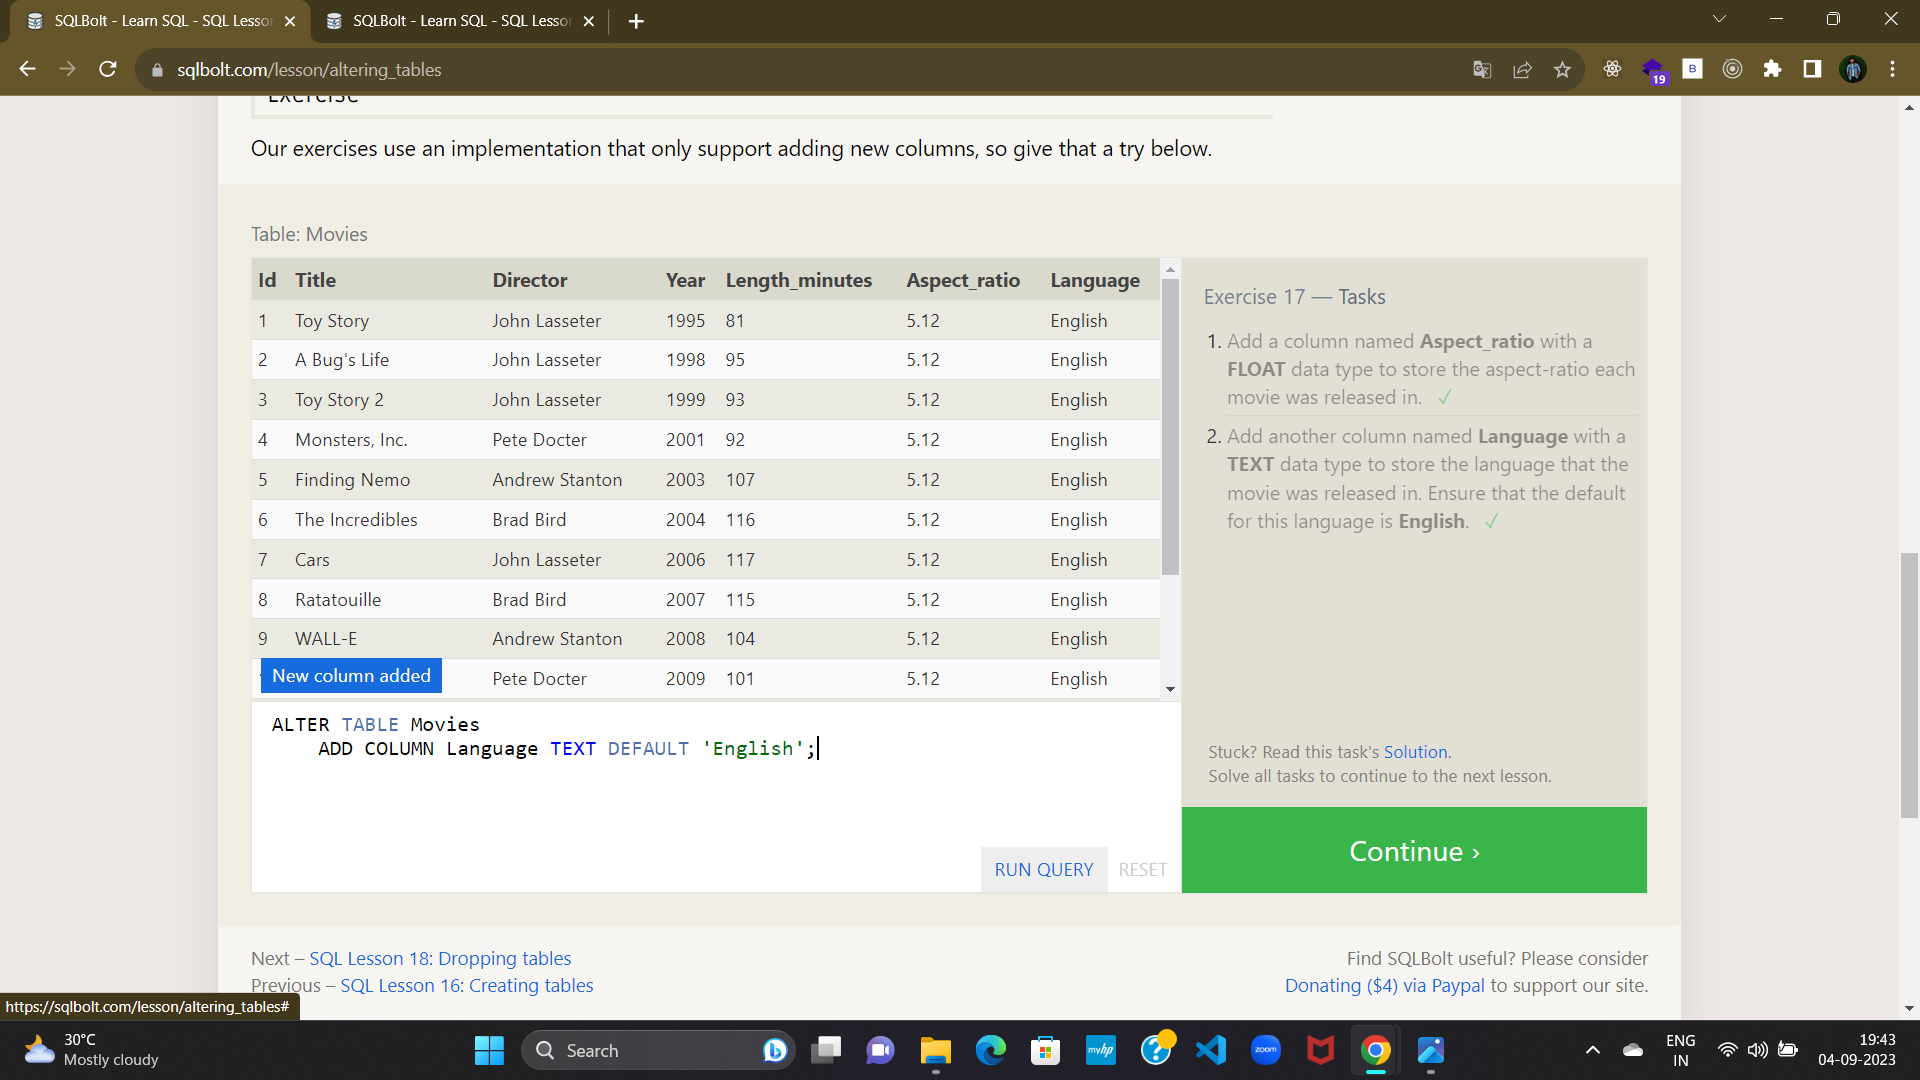 SQLBolt - Learn SQL - SQL Lesson
SQLBolt - Learn SQL - SQL Lesson
sqlbolt.com/lesson/altering_tables
19
B
Exercise
Our exercises use an implementation that only support adding new columns, so give that a try below.
Table: Movies
Id Title Director Year Length_minutes Aspect_ratio Language
1 Toy Story John Lasseter 1995 81 5.12 English
2 A Bug's Life John Lasseter 1998 95 5.12 English
3 Toy Story 2 John Lasseter 1999 93 5.12 English
4 Monsters, Inc. Pete Docter 2001 92 5.12 English
5 Finding Nemo Andrew Stanton 2003 107 5.12 English
6 The Incredibles Brad Bird 2004 116 5.12 English
7 Cars John Lasseter 2006 117 5.12 English
8 Ratatouille Brad Bird 2007 115 5.12 English
9 WALL-E Andrew Stanton 2008 104 5.12 English
Pete Docter 2009 101 5.12 English
New column added
ALTER TABLE Movies
ADD COLUMN Language TEXT DEFAULT 'English';
RUN QUERY RESET
Exercise 17 — Tasks
1. Add a column named Aspect_ratio with a
FLOAT data type to store the aspect-ratio each
movie was released in. ✓
2. Add another column named Language with a
TEXT data type to store the language that the
movie was released in. Ensure that the default
for this language is English. ✓
Stuck? Read this task's Solution.
Solve all tasks to continue to the next lesson.
Continue ›
Next – SQL Lesson 18: Dropping tables
Previous – SQL Lesson 16: Creating tables
Find SQLBolt useful? Please consider
Donating ($4) via Paypal to support our site.
https://sqlbolt.com/lesson/altering_tables#
30°C
Mostly cloudy
Search
myhp
zoom
ENG
IN
19:43
04-09-2023